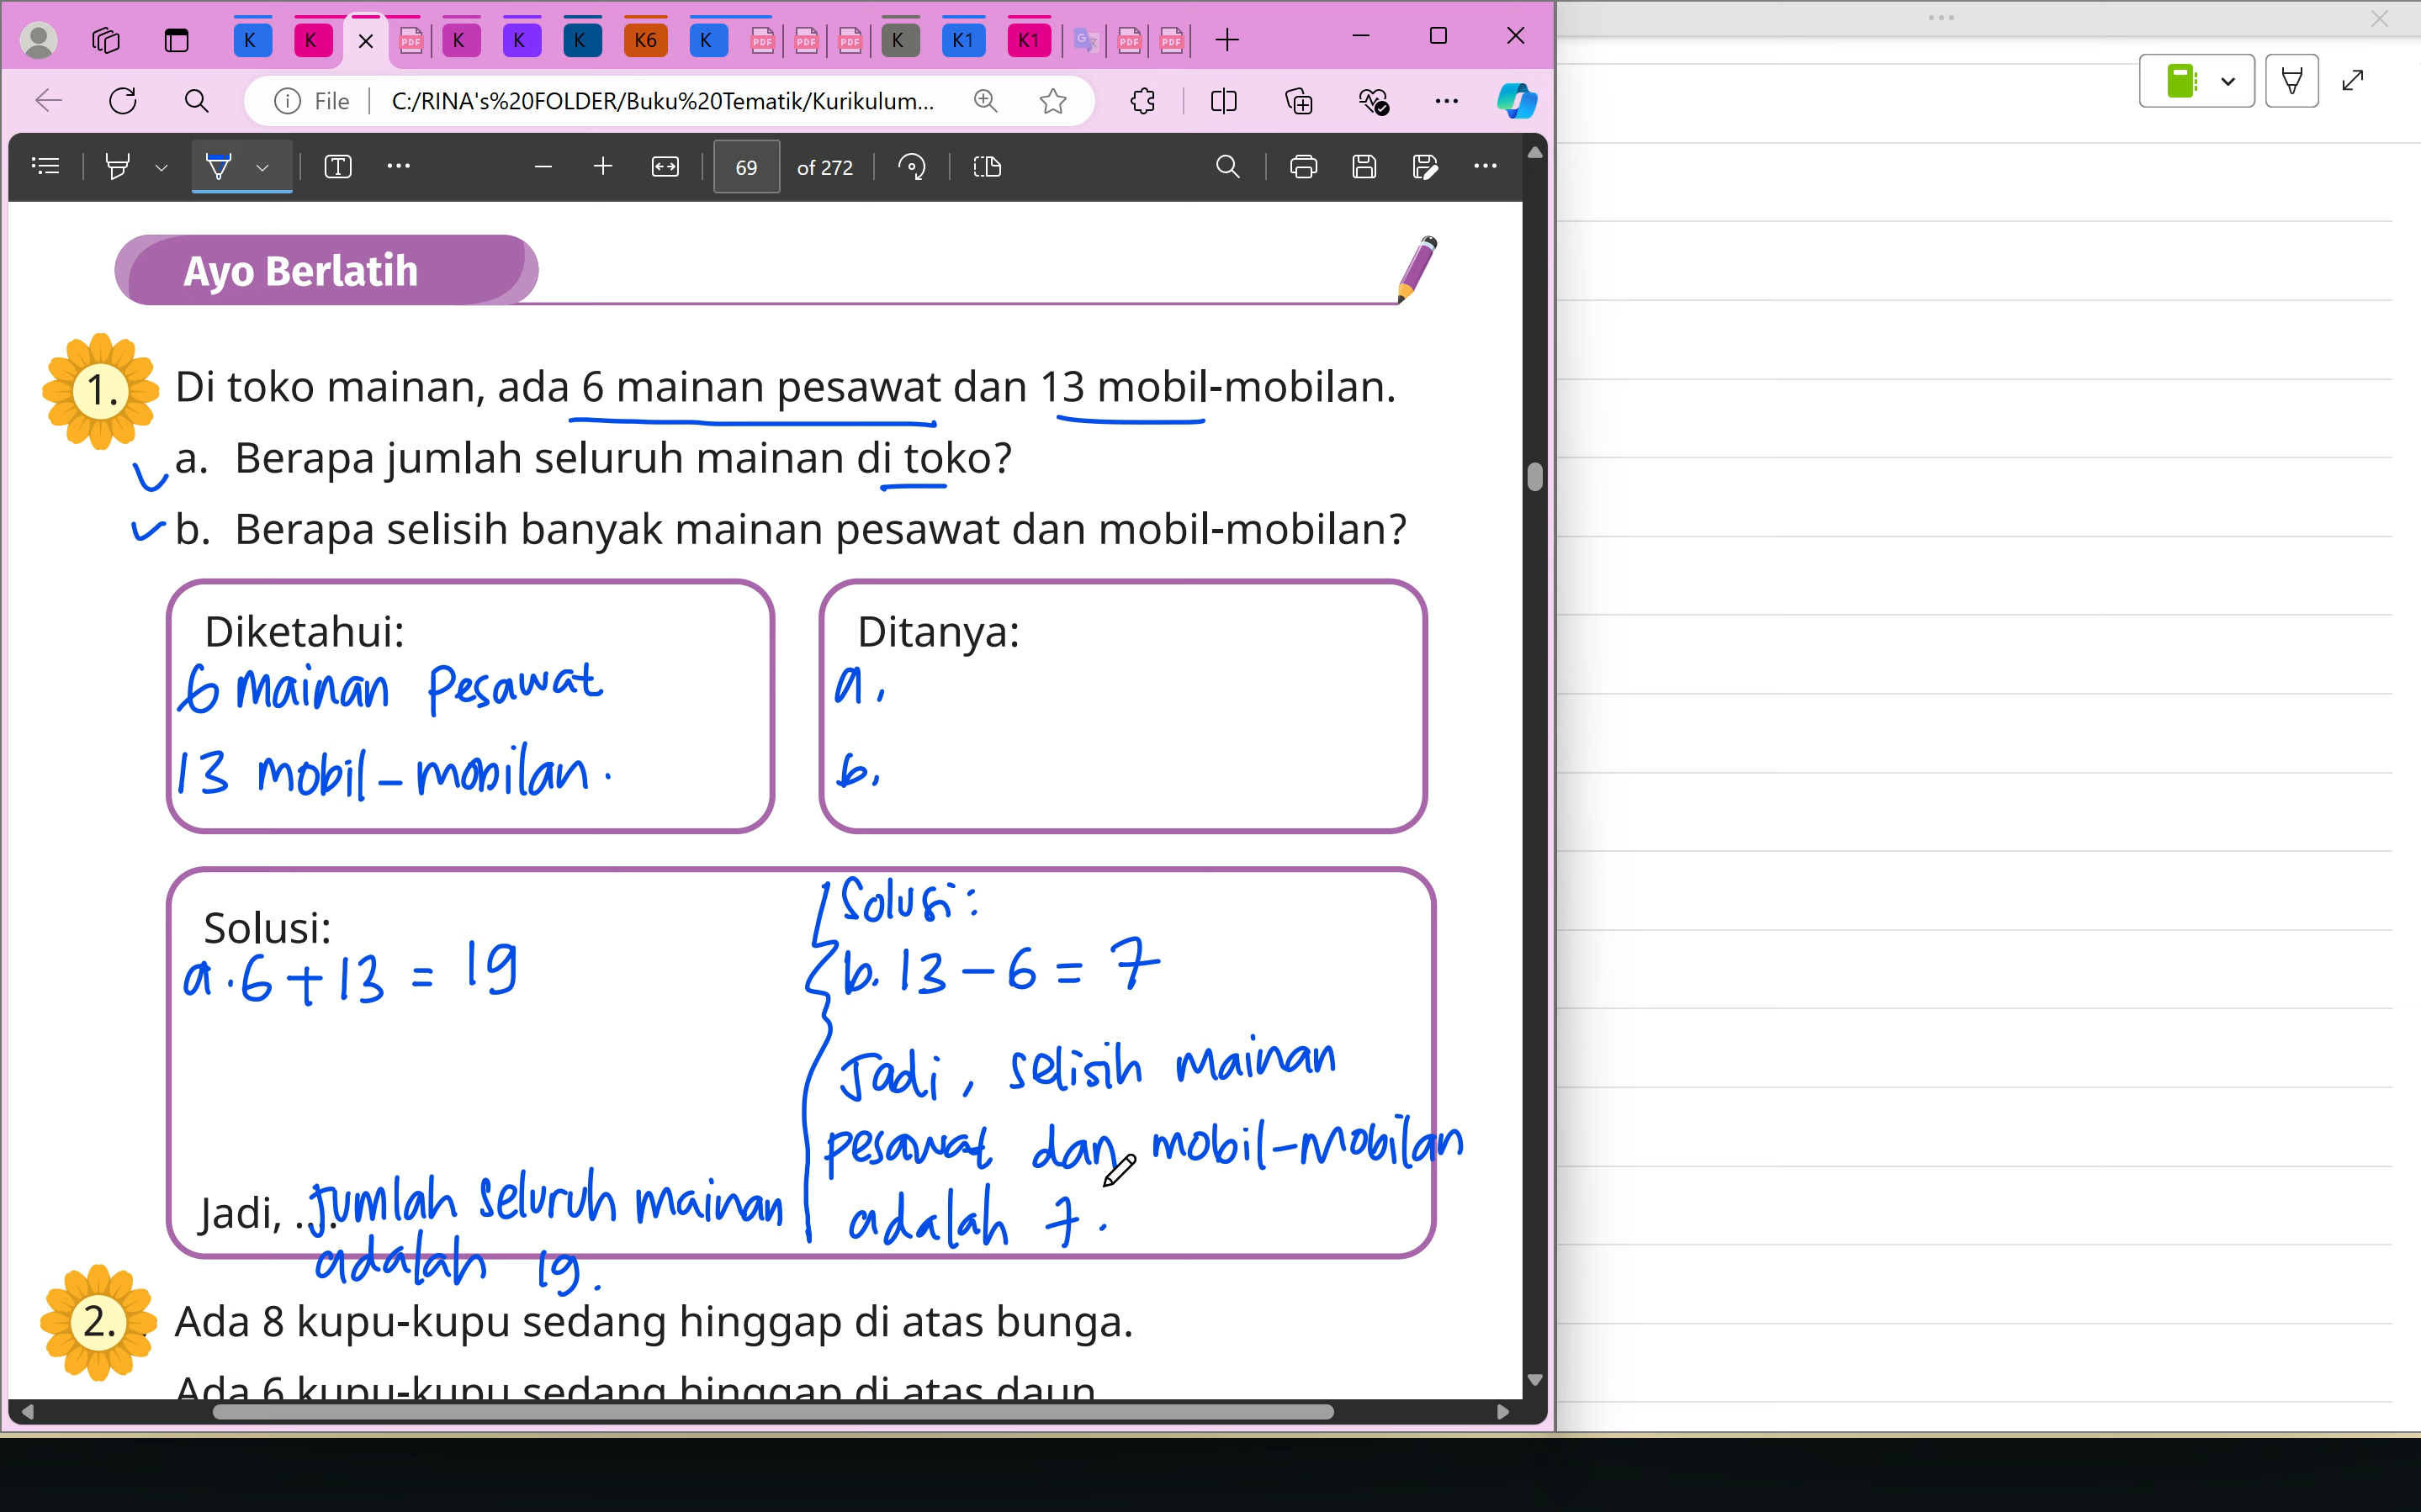 K
K
K
K
K
K6
K
K
K1
K1
File
C:/RINA's%20FOLDER/Buku%20Tematik/Kurikulum...
69 of 272
Ayo Berlatih
1. Di toko mainan, ada 6 mainan pesawat dan 13 mobil-mobilan.
a. Berapa jumlah seluruh mainan di toko?
b. Berapa selisih banyak mainan pesawat dan mobil-mobilan?
Diketahui:
6 mainan pesawat
13 mobil-mobilan.
Ditanya:
a.
b.
Solusi:
a. 6 + 13 = 19
Jadi, .... jumlah seluruh mainan
adalah 19.
Solusi:
b. 13 - 6 = 7
Jadi, selisih mainan
pesawat dan mobil-mobilan
adalah 7.
2. Ada 8 kupu-kupu sedang hinggap di atas bunga.
Ada 6 kupu-kupu sedang hinggap di atas daun